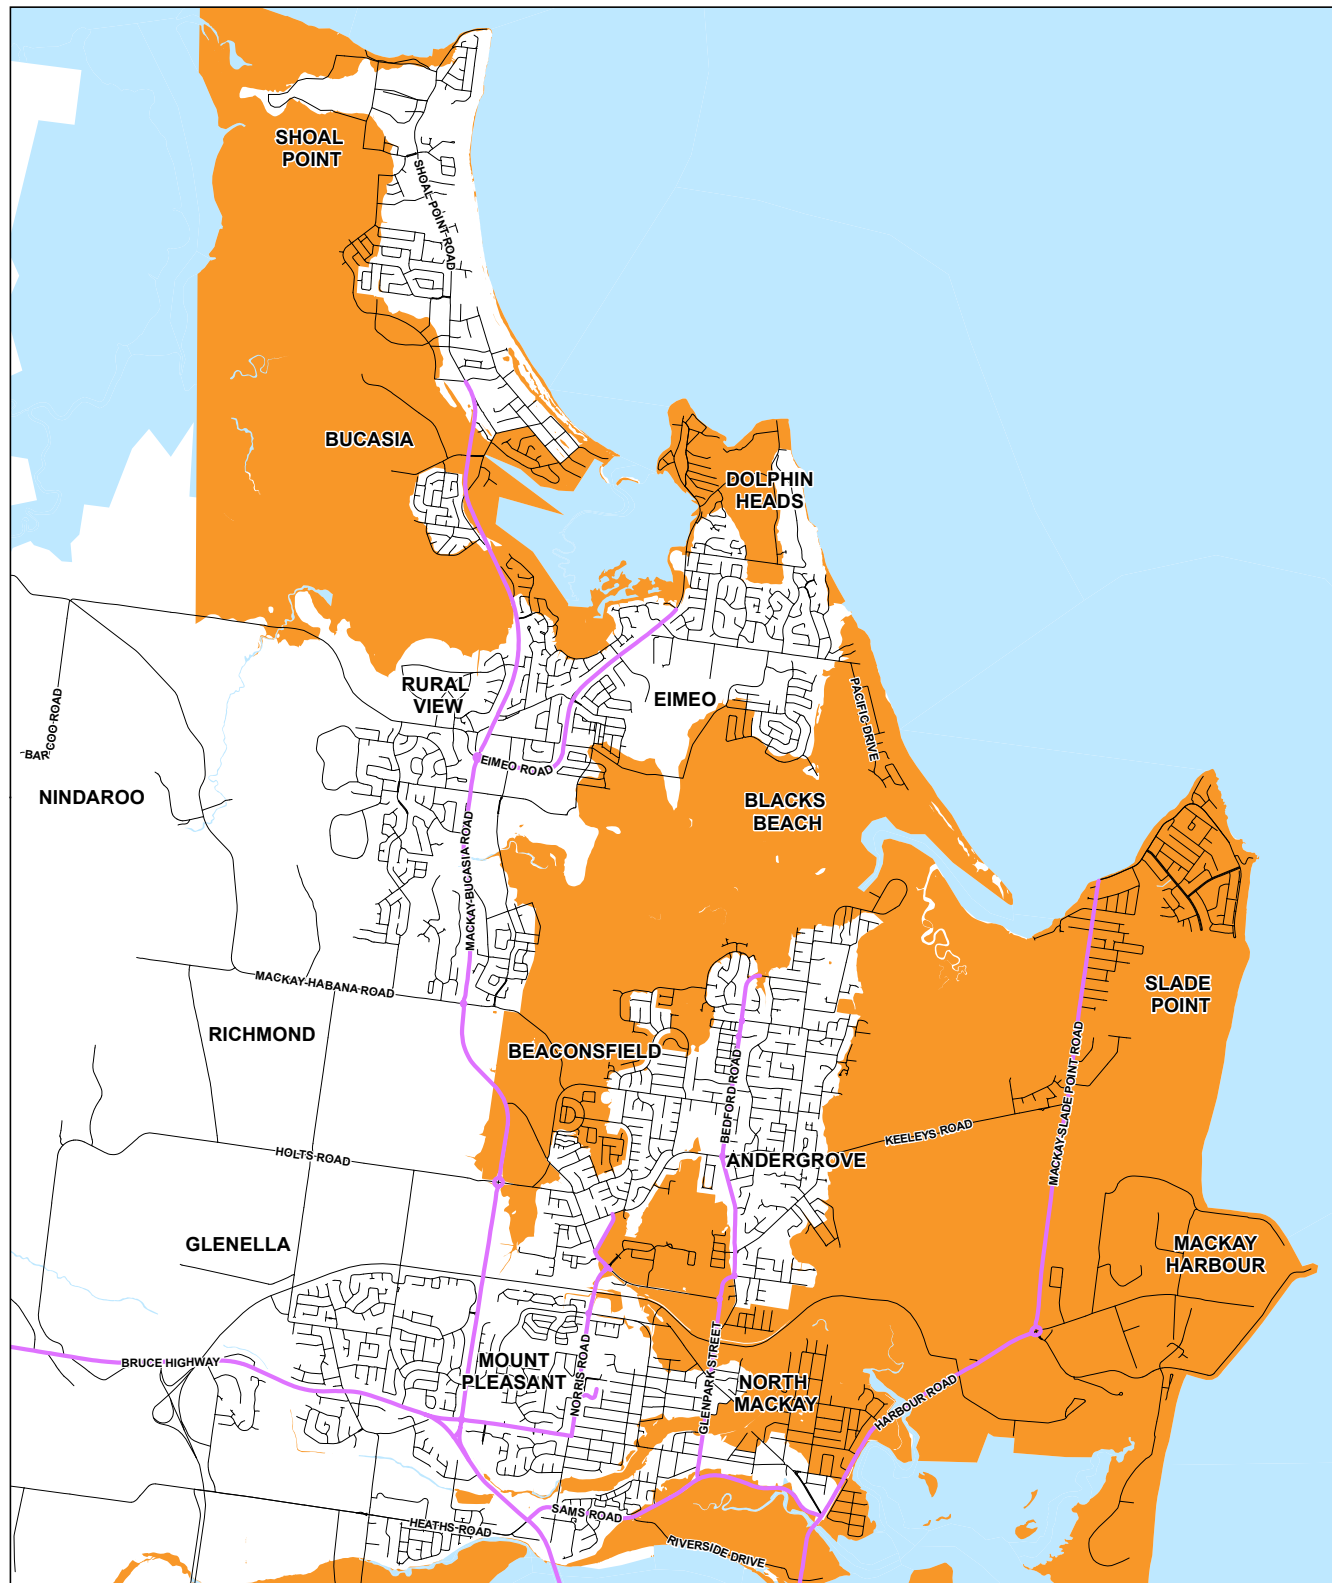 SHOAL
POINT
SHOAL POINT ROAD
BUCASIA
DOLPHIN
HEADS
RURAL
VIEW
EIMEO
PACIFIC DRIVE
BAR COO ROAD
EIMEO ROAD
NINDAROO
BLACKS
BEACH
MACKAY-BUCASIA ROAD
MACKAY-HABANA ROAD
SLADE
POINT
RICHMOND
BEACONSFIELD
BEDFORD ROAD
MACKAY-SLADE POINT ROAD
KEELEYS ROAD
HOLTS ROAD
ANDERGROVE
GLENELLA
MACKAY
HARBOUR
BRUCE HIGHWAY
MOUNT
PLEASANT
NORRIS ROAD
GLENPARK STREET
NORTH
MACKAY
HARBOUR ROAD
SAMS ROAD
HEATHS ROAD
RIVERSIDE DRIVE